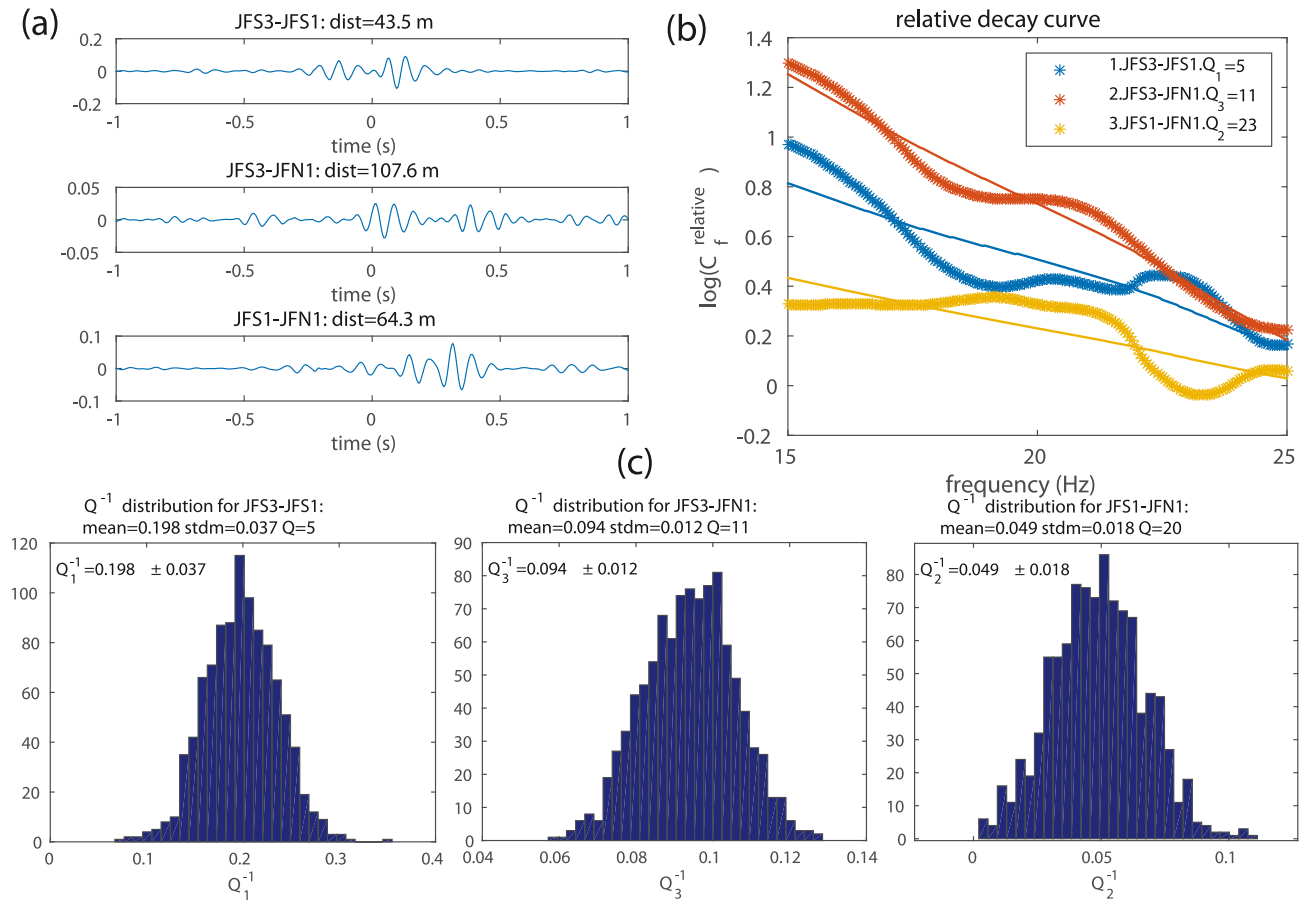 (a)
JFS3-JFS1: dist=43.5 m
0.2
0
-0.2
-1 -0.5 0 0.5 1
time (s)
JFS3-JFN1: dist=107.6 m
0.05
0
-0.05
-1 -0.5 0 0.5 1
time (s)
JFS1-JFN1: dist=64.3 m
0.1
0
-0.1
-1 -0.5 0 0.5 1
time (s)
(b)
relative decay curve
1.4
1.2
1
0.8
0.6
0.4
0.2
0
-0.2
log(C_f^relative)
1.JFS3-JFS1.Q_1=5
2.JFS3-JFN1.Q_3=11
3.JFS1-JFN1.Q_2=23
15 20 25
frequency (Hz)
(c)
Q^-1 distribution for JFS3-JFS1:
mean=0.198 stdm=0.037 Q=5
Q_1^-1=0.198 ± 0.037
120
100
80
60
40
20
0
0 0.1 0.2 0.3 0.4
Q_1^-1
Q^-1 distribution for JFS3-JFN1:
mean=0.094 stdm=0.012 Q=11
Q_3^-1=0.094 ± 0.012
90
80
70
60
50
40
30
20
10
0
0.04 0.06 0.08 0.1 0.12 0.14
Q_3^-1
Q^-1 distribution for JFS1-JFN1:
mean=0.049 stdm=0.018 Q=20
Q_2^-1=0.049 ± 0.018
80
70
60
50
40
30
20
10
0
0 0.05 0.1
Q_2^-1